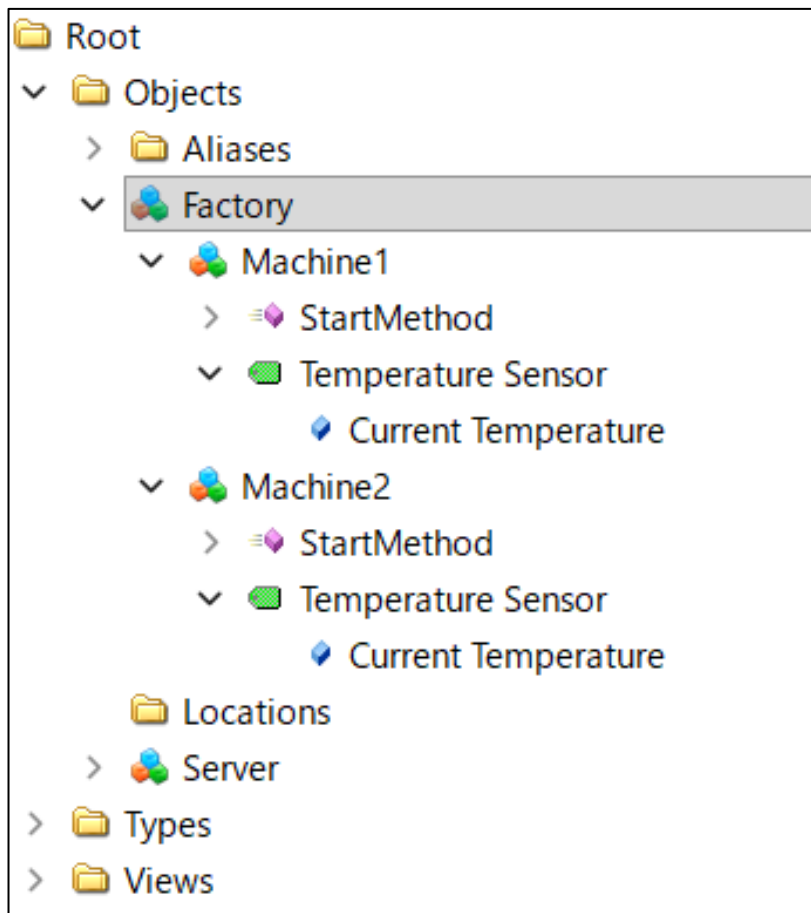 Root
Objects
Aliases
Factory
Machine1
StartMethod
Temperature Sensor
Current Temperature
Machine2
StartMethod
Temperature Sensor
Current Temperature
Locations
Server
Types
Views